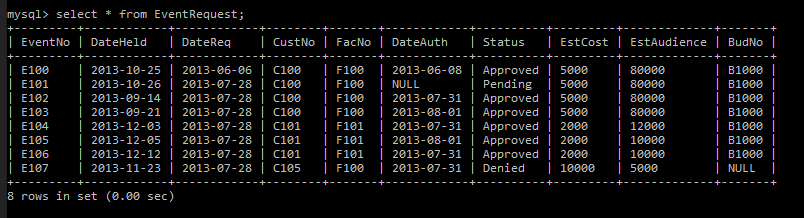 mysql> select * from EventRequest;
+---------+------------+------------+--------+-------+------------+----------+---------+-------------+-------+
| EventNo | DateHeld | DateReq | CustNo | FacNo | DateAuth | Status | EstCost | EstAudience | BudNo |
+---------+------------+------------+--------+-------+------------+----------+---------+-------------+-------+
| E100 | 2013-10-25 | 2013-06-06 | C100 | F100 | 2013-06-08 | Approved | 5000 | 80000 | B1000 |
| E101 | 2013-10-26 | 2013-07-28 | C100 | F100 | NULL | Pending | 5000 | 80000 | B1000 |
| E102 | 2013-09-14 | 2013-07-28 | C100 | F100 | 2013-07-31 | Approved | 5000 | 80000 | B1000 |
| E103 | 2013-09-21 | 2013-07-28 | C100 | F100 | 2013-08-01 | Approved | 5000 | 80000 | B1000 |
| E104 | 2013-12-03 | 2013-07-28 | C101 | F101 | 2013-07-31 | Approved | 2000 | 12000 | B1000 |
| E105 | 2013-12-05 | 2013-07-28 | C101 | F101 | 2013-08-01 | Approved | 2000 | 10000 | B1000 |
| E106 | 2013-12-12 | 2013-07-28 | C101 | F101 | 2013-07-31 | Approved | 2000 | 10000 | B1000 |
| E107 | 2013-11-23 | 2013-07-28 | C105 | F100 | 2013-07-31 | Denied | 10000 | 5000 | NULL |
+---------+------------+------------+--------+-------+------------+----------+---------+-------------+-------+
8 rows in set (0.00 sec)